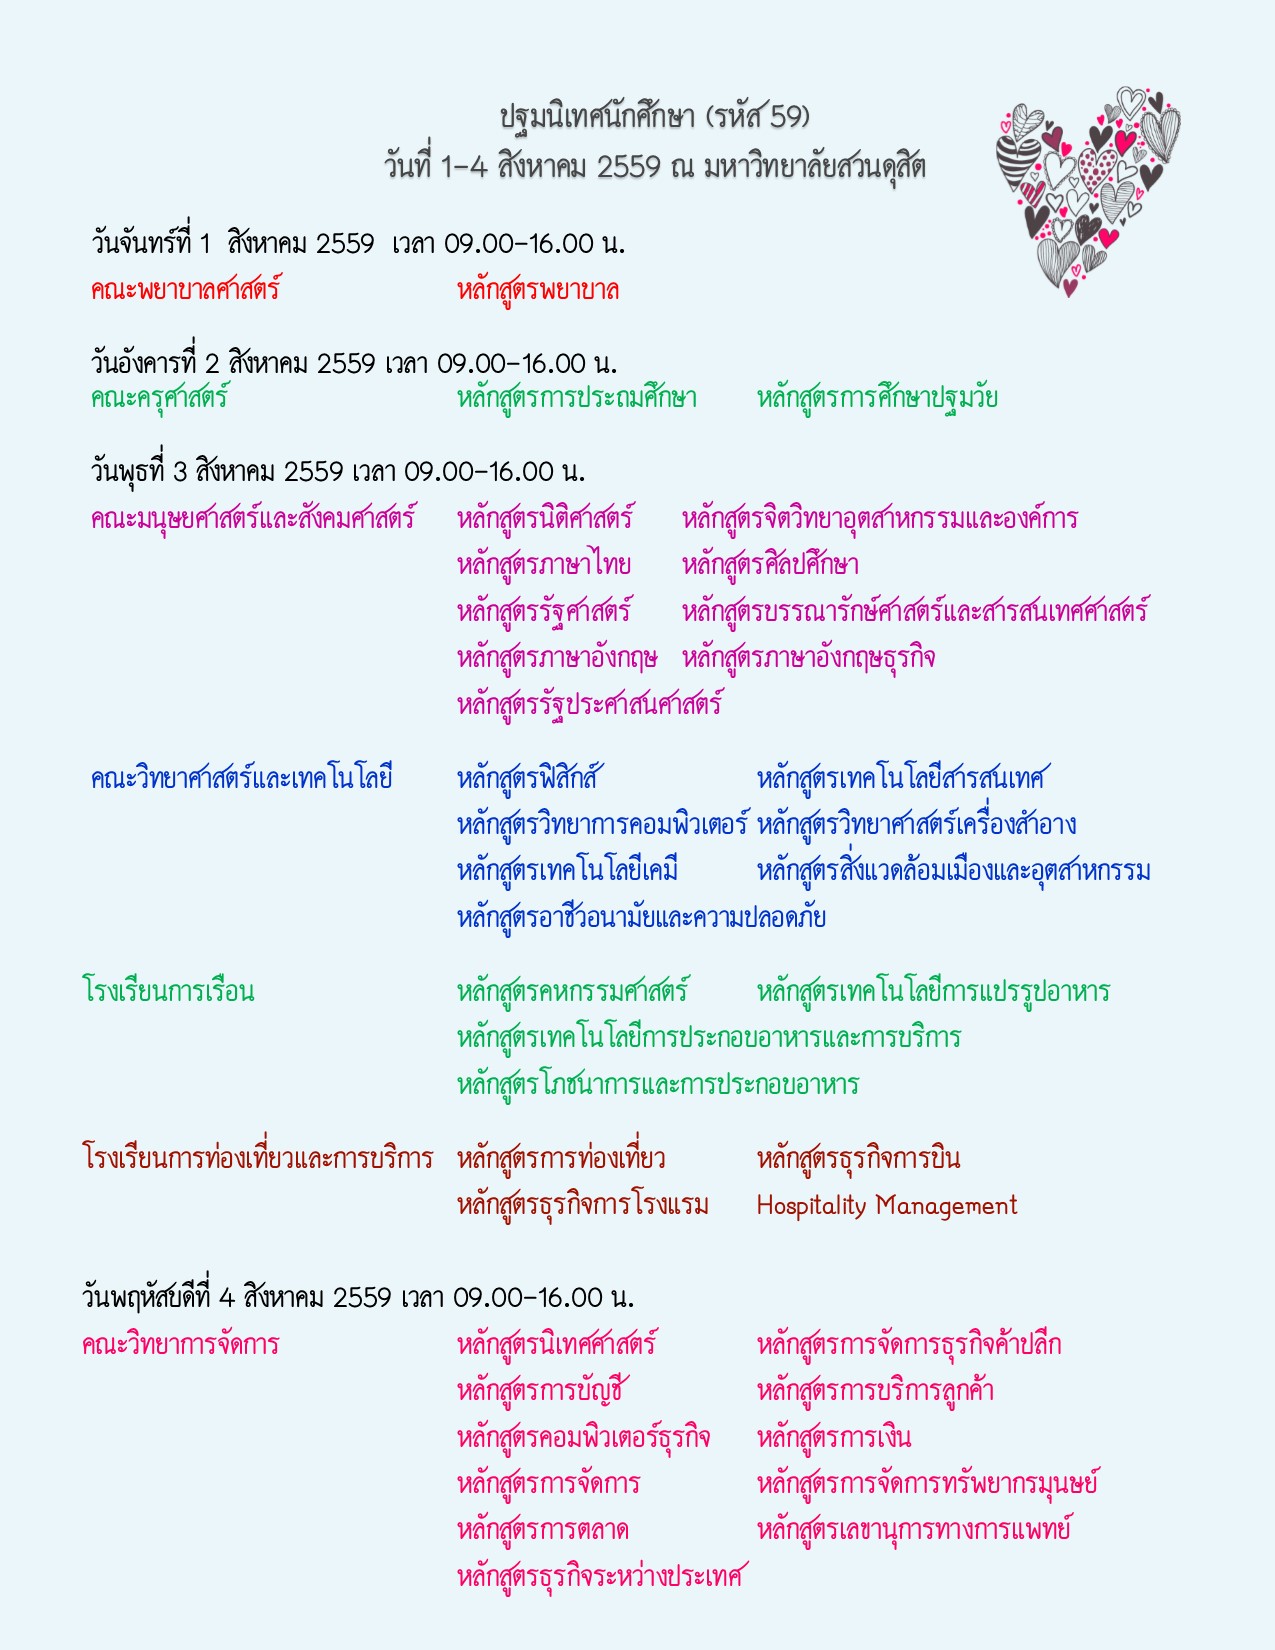 ปฐมนิเทศนักศึกษา (รหัส 59)
วันที่ 1-4 สิงหาคม 2559 ณ มหาวิทยาลัยสวนดุสิต
วันจันทร์ที่ 1 สิงหาคม 2559 เวลา 09.00-16.00 น.
คณะพยาบาลศาสตร์ หลักสูตรพยาบาล
วันอังคารที่ 2 สิงหาคม 2559 เวลา 09.00-16.00 น.
คณะครุศาสตร์ หลักสูตรการประถมศึกษา หลักสูตรการศึกษาปฐมวัย
วันพุธที่ 3 สิงหาคม 2559 เวลา 09.00-16.00 น.
คณะมนุษยศาสตร์และสังคมศาสตร์ หลักสูตรนิติศาสตร์ หลักสูตรจิตวิทยาอุตสาหกรรมและองค์การ
หลักสูตรภาษาไทย หลักสูตรศิลปศึกษา
หลักสูตรรัฐศาสตร์ หลักสูตรบรรณารักษ์ศาสตร์และสารสนเทศศาสตร์
หลักสูตรภาษาอังกฤษ หลักสูตรภาษาอังกฤษธุรกิจ
หลักสูตรรัฐประศาสนศาสตร์
คณะวิทยาศาสตร์และเทคโนโลยี หลักสูตรฟิสิกส์ หลักสูตรเทคโนโลยีสารสนเทศ
หลักสูตรวิทยาการคอมพิวเตอร์ หลักสูตรวิทยาศาสตร์เครื่องสำอาง
หลักสูตรเทคโนโลยีเคมี หลักสูตรสิ่งแวดล้อมเมืองและอุตสาหกรรม
หลักสูตรอาชีวอนามัยและความปลอดภัย
โรงเรียนการเรือน หลักสูตรคหกรรมศาสตร์ หลักสูตรเทคโนโลยีการแปรรูปอาหาร
หลักสูตรเทคโนโลยีการประกอบอาหารและการบริการ
หลักสูตรโภชนาการและการประกอบอาหาร
โรงเรียนการท่องเที่ยวและการบริการ หลักสูตรการท่องเที่ยว หลักสูตรธุรกิจการบิน
หลักสูตรธุรกิจการโรงแรม Hospitality Management
วันพฤหัสบดีที่ 4 สิงหาคม 2559 เวลา 09.00-16.00 น.
คณะวิทยาการจัดการ หลักสูตรนิเทศศาสตร์ หลักสูตรการจัดการธุรกิจค้าปลีก
หลักสูตรการบัญชี หลักสูตรการบริการลูกค้า
หลักสูตรคอมพิวเตอร์ธุรกิจ หลักสูตรการเงิน
หลักสูตรการจัดการ หลักสูตรการจัดการทรัพยากรมุนษย์
หลักสูตรการตลาด หลักสูตรเลขานุการทางการแพทย์
หลักสูตรธุรกิจระหว่างประเทศ